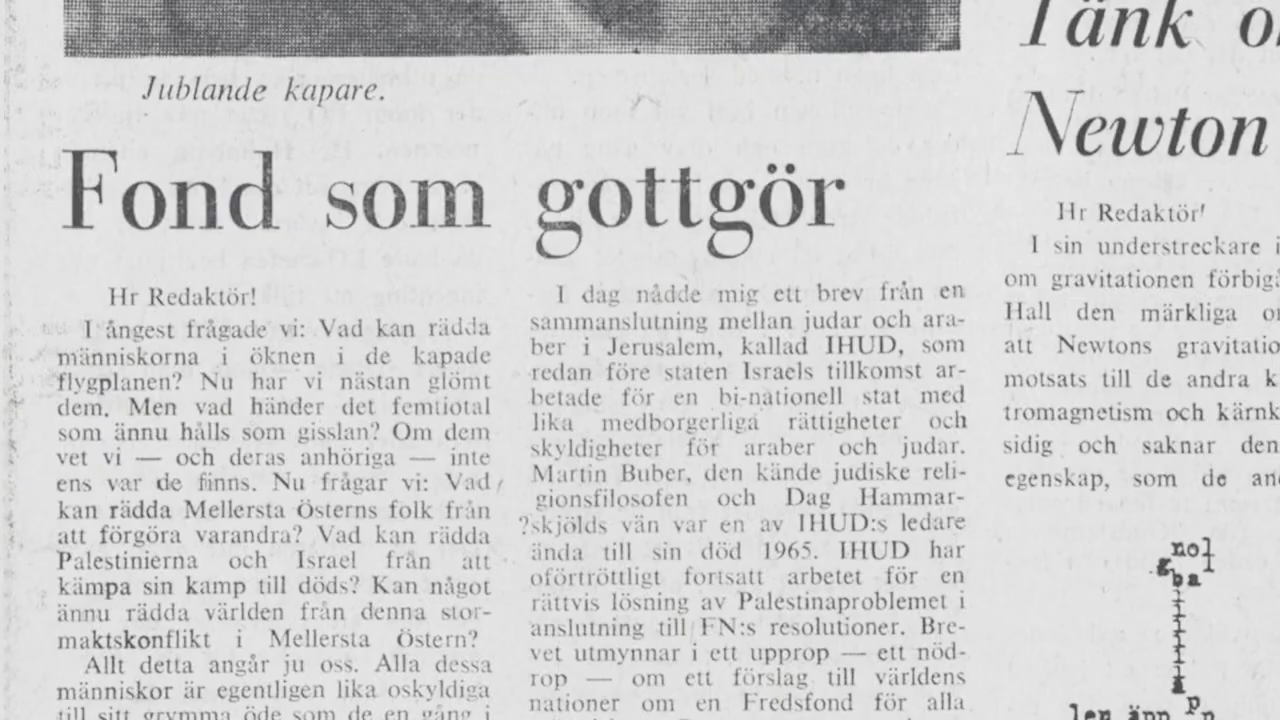 Jublande kapare.
Fond som gottgör
Hr Redaktör!
I ångest frågade vi: Vad kan rädda
människorna i öknen i de kapade
flygplanen? Nu har vi nästan glömt
dem. Men vad händer det femtiotal
som ännu hålls som gisslan? Om dem
vet vi — och deras anhöriga — inte
ens var de finns. Nu frågar vi: Vad
kan rädda Mellersta Österns folk från
att förgöra varandra? Vad kan rädda
Palestinierna och Israel från att
kämpa sin kamp till döds? Kan något
ännu rädda världen från denna stor-
maktskonflikt i Mellersta Östern?
Allt detta angår ju oss. Alla dessa
människor är egentligen lika oskyldiga
till sitt grymma öde som de en gång i
I dag nådde mig ett brev från en
sammanslutning mellan judar och ara-
ber i Jerusalem, kallad IHUD, som
redan före staten Israels tillkomst ar-
betade för en bi-nationell stat med
lika medborgerliga rättigheter och
skyldigheter för araber och judar.
Martin Buber, den kände judiske reli-
gionsfilosofen och Dag Hammar-
?skjölds vän var en av IHUD:s ledare
ända till sin död 1965. IHUD har
oförtröttligt fortsatt arbetet för en
rättvis lösning av Palestinaproblemet i
anslutning till FN:s resolutioner. Bre-
vet utmynnar i ett upprop — ett nöd-
rop — om ett förslag till världens
nationer om en Fredsfond för alla
Tänk
Newton
Hr Redaktör!
I sin understreckare i
om gravitationen förbigå
Hall den märkliga
att Newtons gravitatio
motsats till de andra k
tromagnetism och kärnk
sidig och saknar den
egenskap, som de and